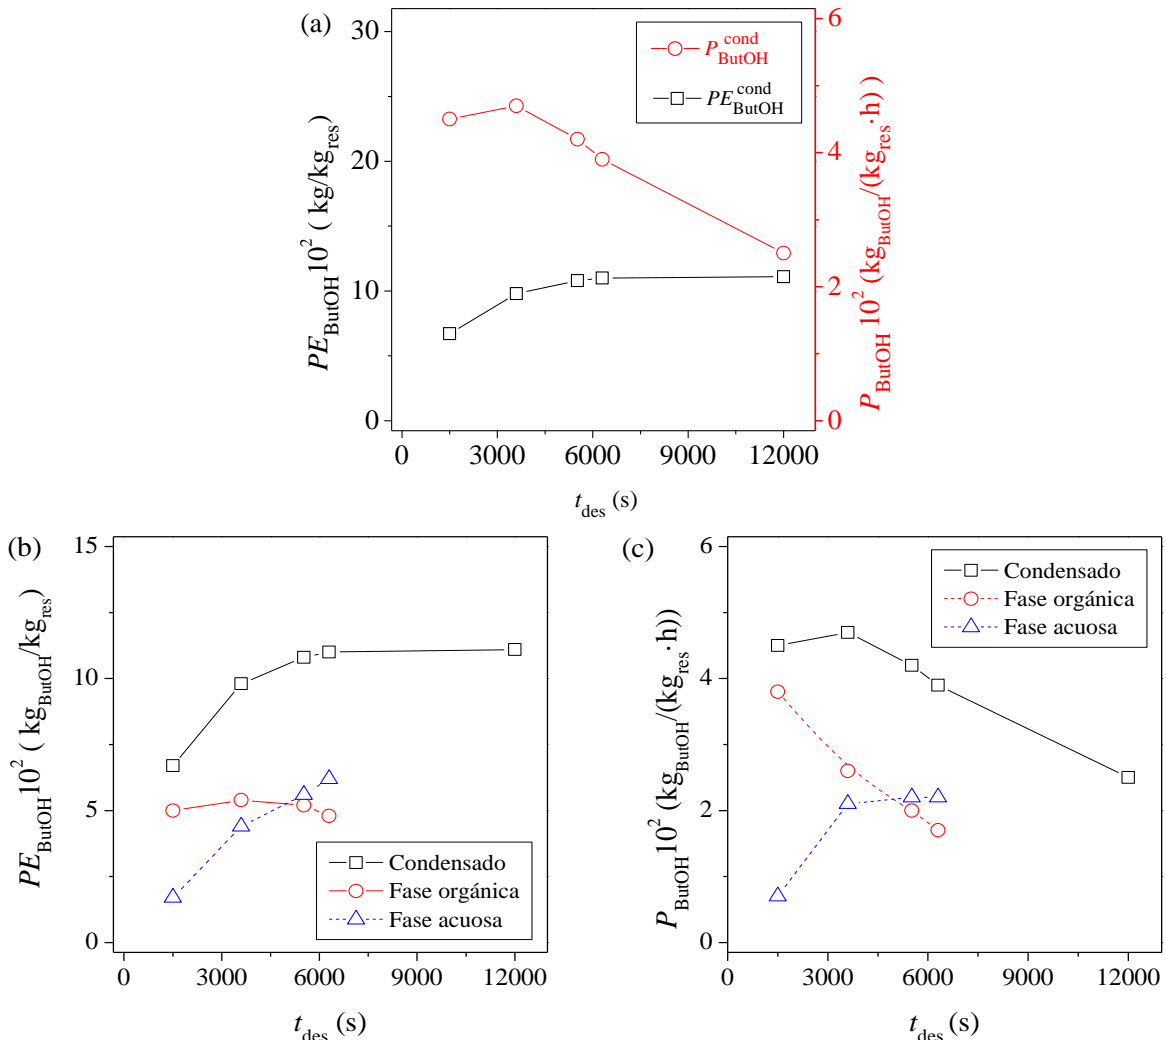 (a)
30
20
10
0
PE_ButOH 10^2 ( kg/kg_res)
P_ButOH^cond
PE_ButOH^cond
6
4
2
0
P_ButOH 10^2 (kg_ButOH/(kg_res·h) )
0 3000 6000 9000 12000
t_des (s)
(b)
15
10
5
0
PE_ButOH 10^2 ( kg_ButOH/kg_res)
Condensado
Fase orgánica
Fase acuosa
0 3000 6000 9000 12000
t_des (s)
(c)
6
4
2
0
P_ButOH 10^2 (kg_ButOH/(kg_res·h))
Condensado
Fase orgánica
Fase acuosa
0 3000 6000 9000 12000
t_des (s)